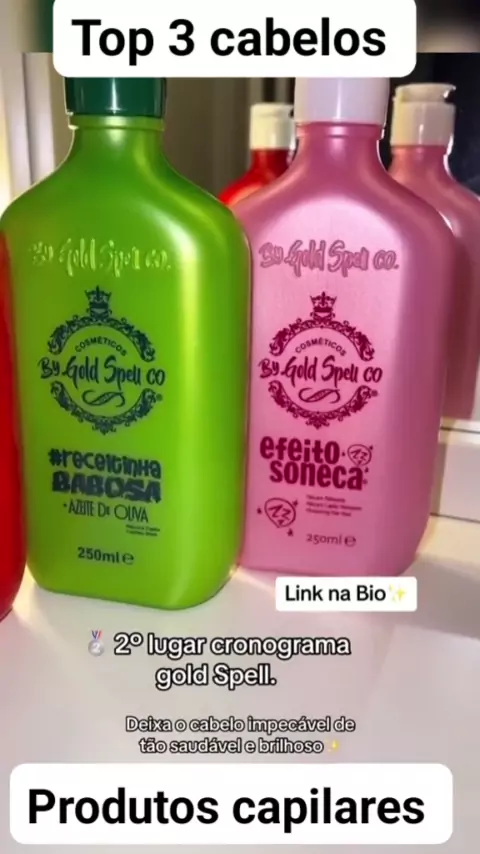 Top 3 cabelos
By Gold Spell co.
COSMÉTICOS
By Gold Spell CO
#receitinha
BABOSA
+AZEITE DE OLIVA
250ml e
By Gold Spell co.
COSMÉTICOS
By Gold Spell CO
efeito
soneca
250ml e
Link na Bio✨
🥈 2º lugar cronograma
gold Spell.
Deixa o cabelo impecável de
tão saudável e brilhoso✨
Produtos capilares